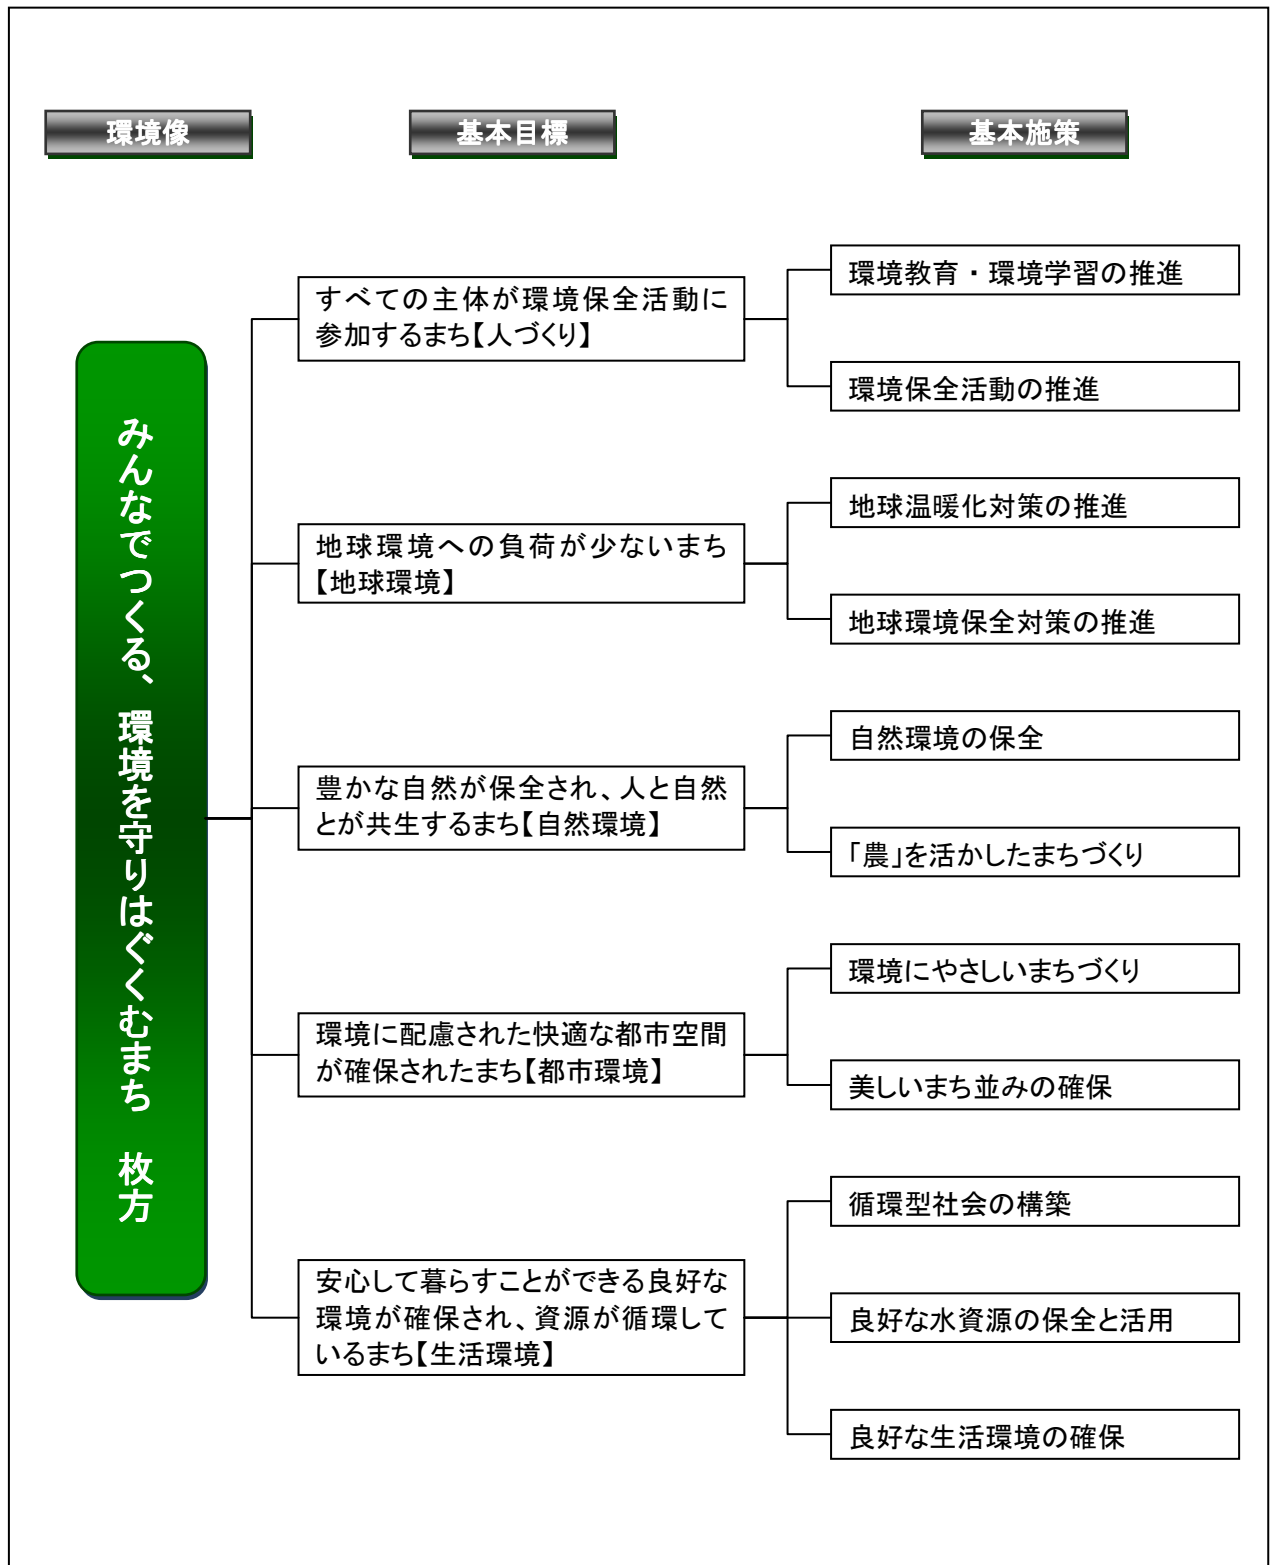 環境像
基本目標
基本施策
みんなでつくる、環境を守りはぐくむまち　枚方
すべての主体が環境保全活動に
参加するまち【人づくり】
環境教育・環境学習の推進
環境保全活動の推進
地球環境への負荷が少ないまち
【地球環境】
地球温暖化対策の推進
地球環境保全対策の推進
豊かな自然が保全され、人と自然
とが共生するまち【自然環境】
自然環境の保全
「農」を活かしたまちづくり
環境に配慮された快適な都市空間
が確保されたまち【都市環境】
環境にやさしいまちづくり
美しいまち並みの確保
安心して暮らすことができる良好な
環境が確保され、資源が循環して
いるまち【生活環境】
循環型社会の構築
良好な水資源の保全と活用
良好な生活環境の確保